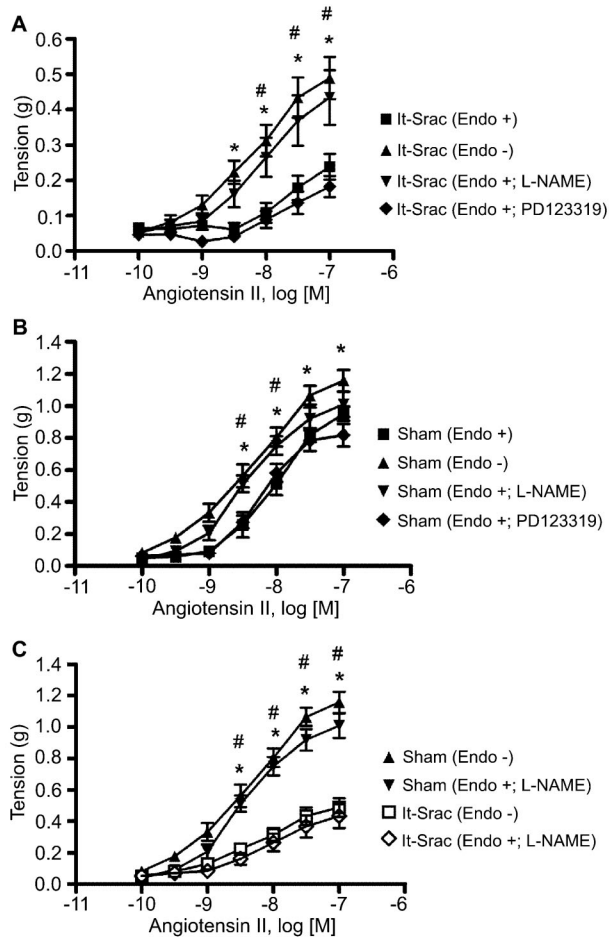 A
#
#
*
#
*
*
*
Tension (g)
0.6
0.5
0.4
0.3
0.2
0.1
0.0
-11 -10 -9 -8 -7 -6
Angiotensin II, log [M]
It-Srac (Endo +)
It-Srac (Endo -)
It-Srac (Endo +; L-NAME)
It-Srac (Endo +; PD123319)
B
*
*
#
#
*
*
Tension (g)
1.4
1.2
1.0
0.8
0.6
0.4
0.2
0.0
-11 -10 -9 -8 -7 -6
Angiotensin II, log [M]
Sham (Endo +)
Sham (Endo -)
Sham (Endo +; L-NAME)
Sham (Endo +; PD123319)
C
#
#
*
*
#
#
*
*
Tension (g)
1.4
1.2
1.0
0.8
0.6
0.4
0.2
0.0
-11 -10 -9 -8 -7 -6
Angiotensin II, log [M]
Sham (Endo -)
Sham (Endo +; L-NAME)
It-Srac (Endo -)
It-Srac (Endo +; L-NAME)